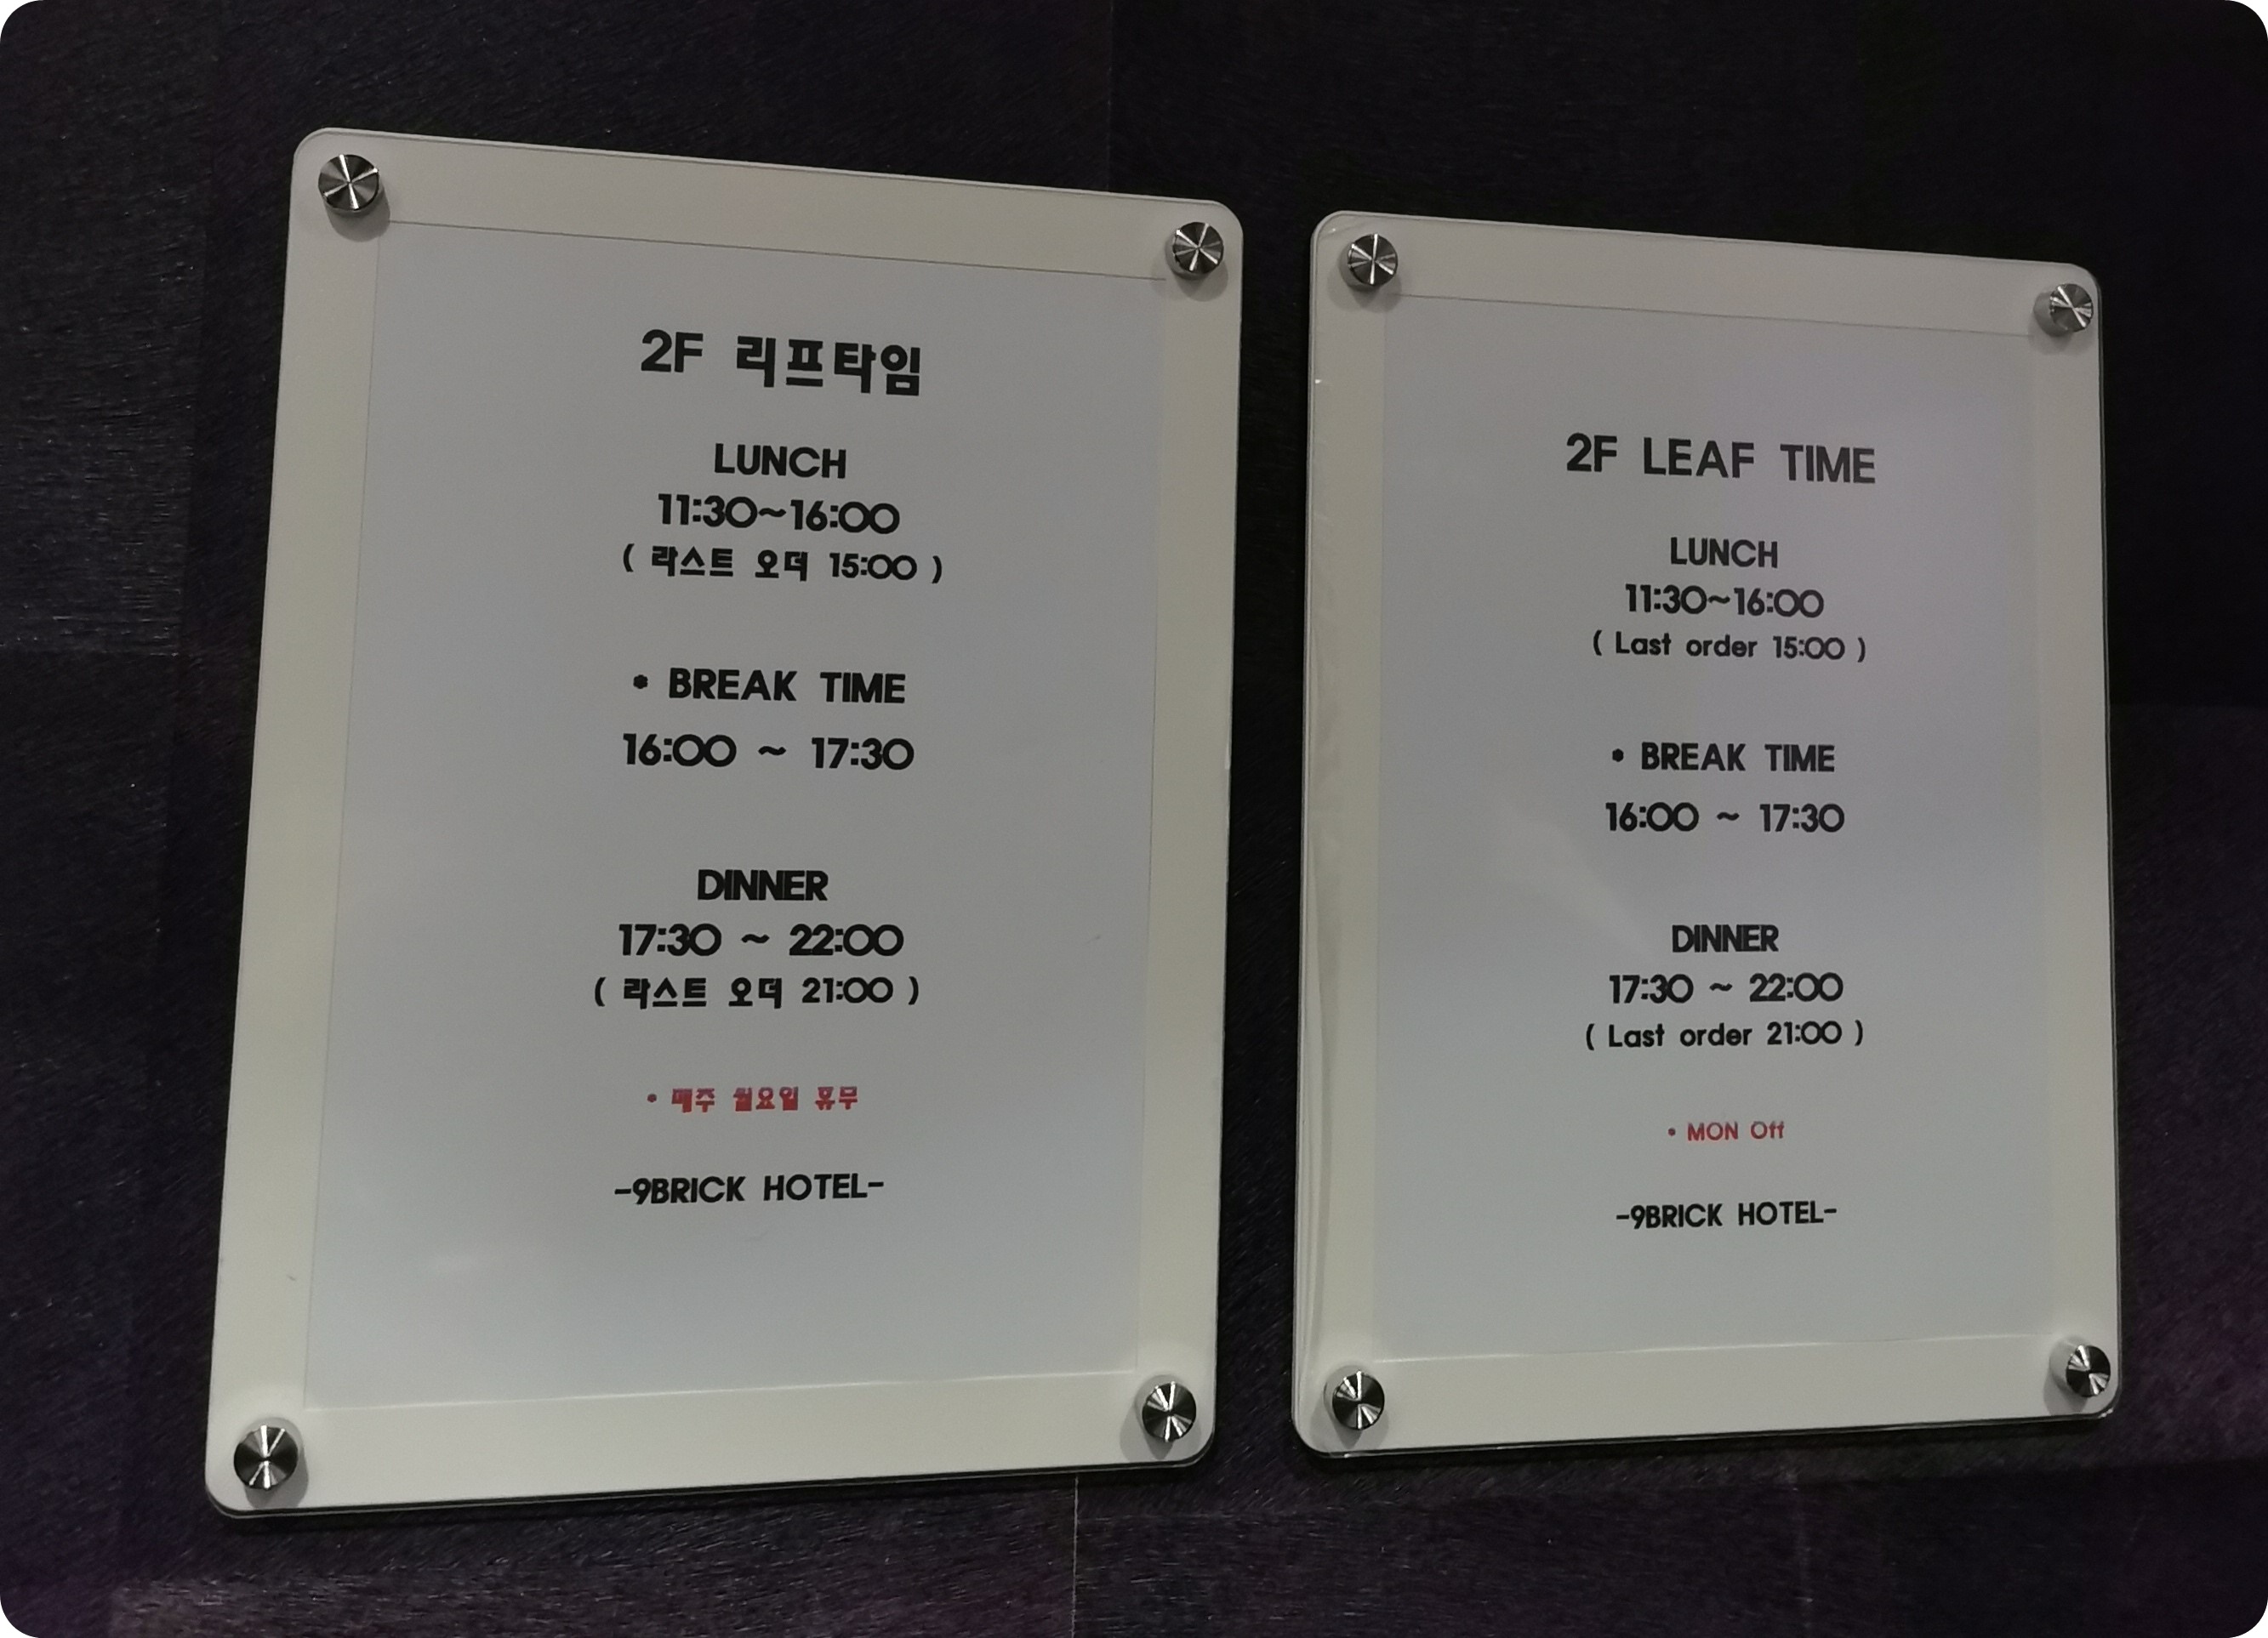 2F 리프타임
LUNCH
11:30~16:00
( 라스트 오더 15:00 )
• BREAK TIME
16:00 ~ 17:30
DINNER
17:30 ~ 22:00
( 라스트 오더 21:00 )
• 매주 월요일 휴무
-9BRICK HOTEL-
2F LEAF TIME
LUNCH
11:30~16:00
( Last order 15:00 )
• BREAK TIME
16:00 ~ 17:30
DINNER
17:30 ~ 22:00
( Last order 21:00 )
• MON Off
-9BRICK HOTEL-